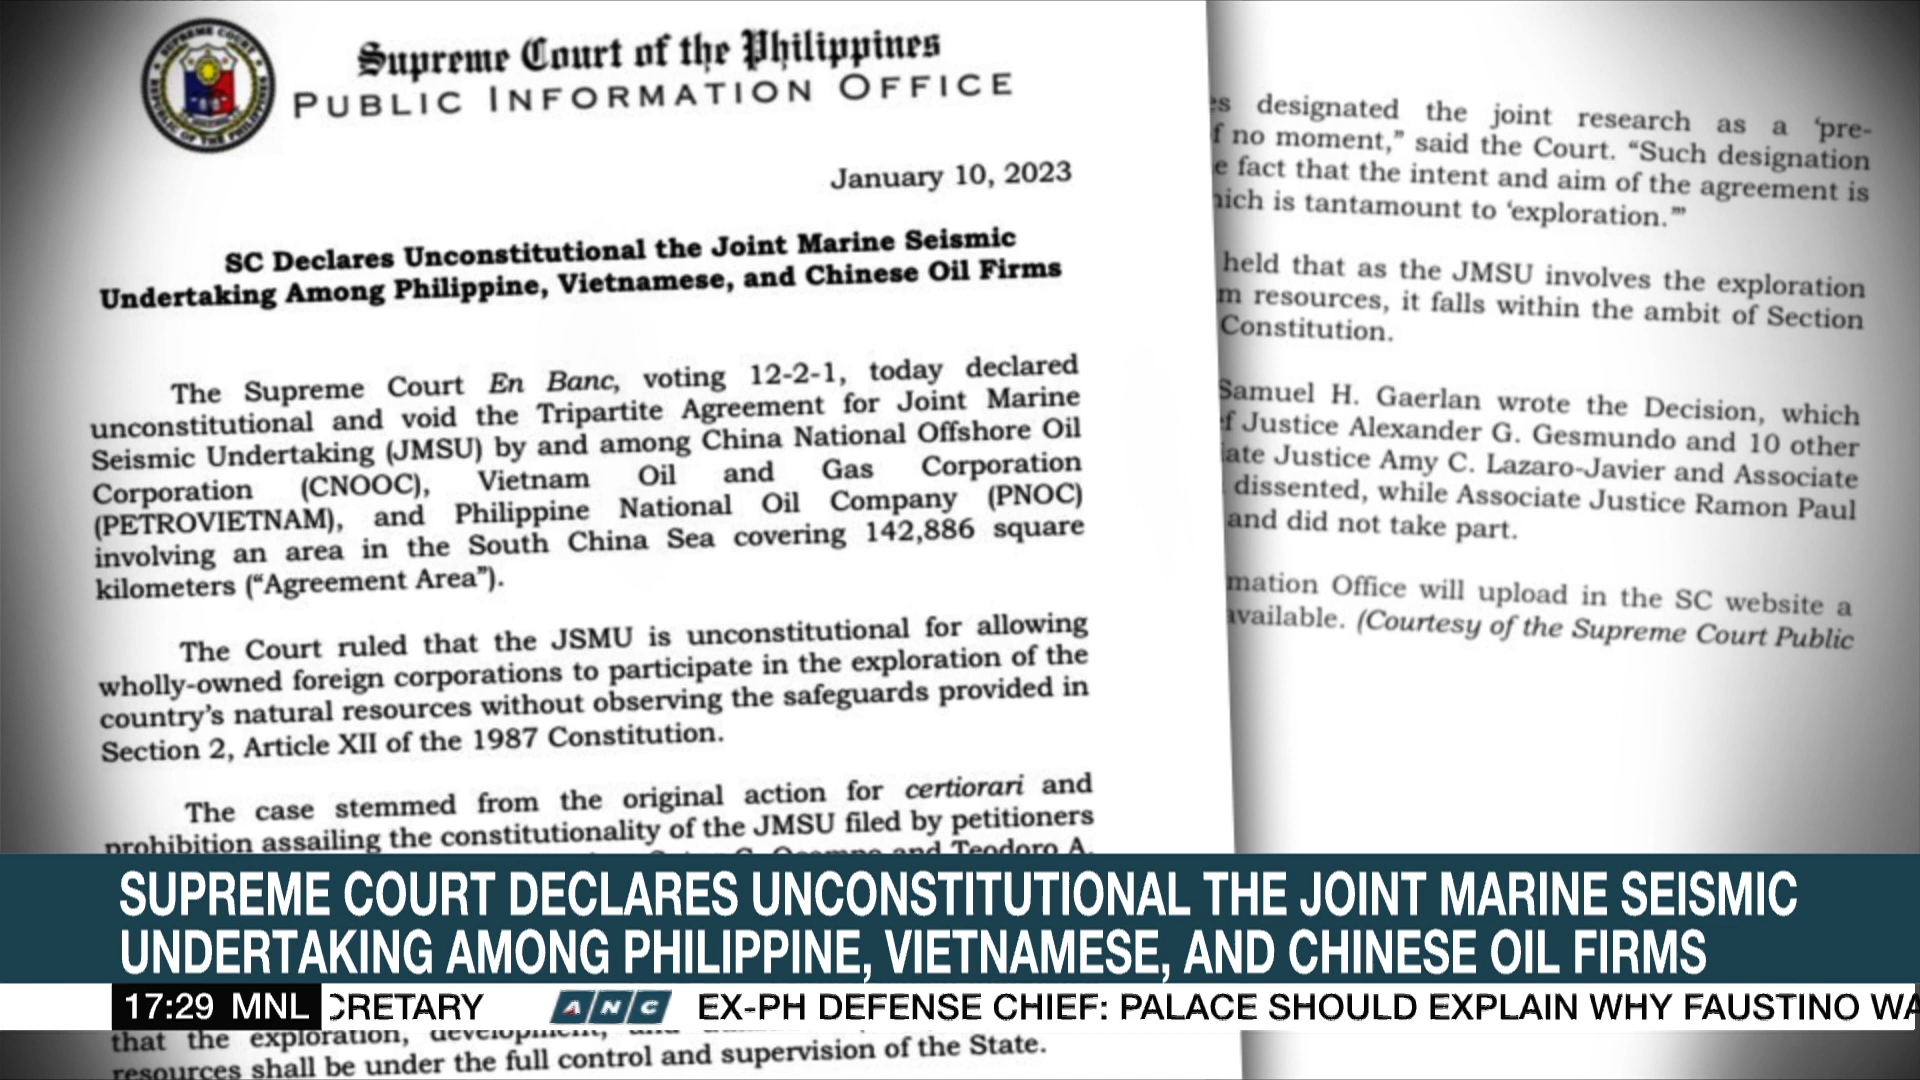 Supreme Court of the Philippines
PUBLIC INFORMATION OFFICE
January 10, 2023
SC Declares Unconstitutional the Joint Marine Seismic
Undertaking Among Philippine, Vietnamese, and Chinese Oil Firms
The Supreme Court En Banc, voting 12-2-1, today declared
unconstitutional and void the Tripartite Agreement for Joint Marine
Seismic Undertaking (JMSU) by and among China National Offshore Oil
Corporation (CNOOC), Vietnam Oil and Gas Corporation
(PETROVIETNAM), and Philippine National Oil Company (PNOC)
involving an area in the South China Sea covering 142,886 square
kilometers (“Agreement Area”).
The Court ruled that the JSMU is unconstitutional for allowing
wholly-owned foreign corporations to participate in the exploration of the
country’s natural resources without observing the safeguards provided in
Section 2, Article XII of the 1987 Constitution.
The case stemmed from the original action for certiorari and
prohibition assailing the constitutionality of the JMSU filed by petitioners
and Teodoro A.
that the exploration, development, and
resources shall be under the full control and supervision of the State.
designated the joint research as a ‘pre-
no moment,” said the Court. “Such designation
fact that the intent and aim of the agreement is
is tantamount to ‘exploration.’”
held that as the JMSU involves the exploration
resources, it falls within the ambit of Section
Constitution.
Samuel H. Gaerlan wrote the Decision, which
Justice Alexander G. Gesmundo and 10 other
Justice Amy C. Lazaro-Javier and Associate
dissented, while Associate Justice Ramon Paul
and did not take part.
Office will upload in the SC website a
available. (Courtesy of the Supreme Court Public
SUPREME COURT DECLARES UNCONSTITUTIONAL THE JOINT MARINE SEISMIC
UNDERTAKING AMONG PHILIPPINE, VIETNAMESE, AND CHINESE OIL FIRMS
17:29 MNL CRETARY ANC EX-PH DEFENSE CHIEF: PALACE SHOULD EXPLAIN WHY FAUSTINO WA